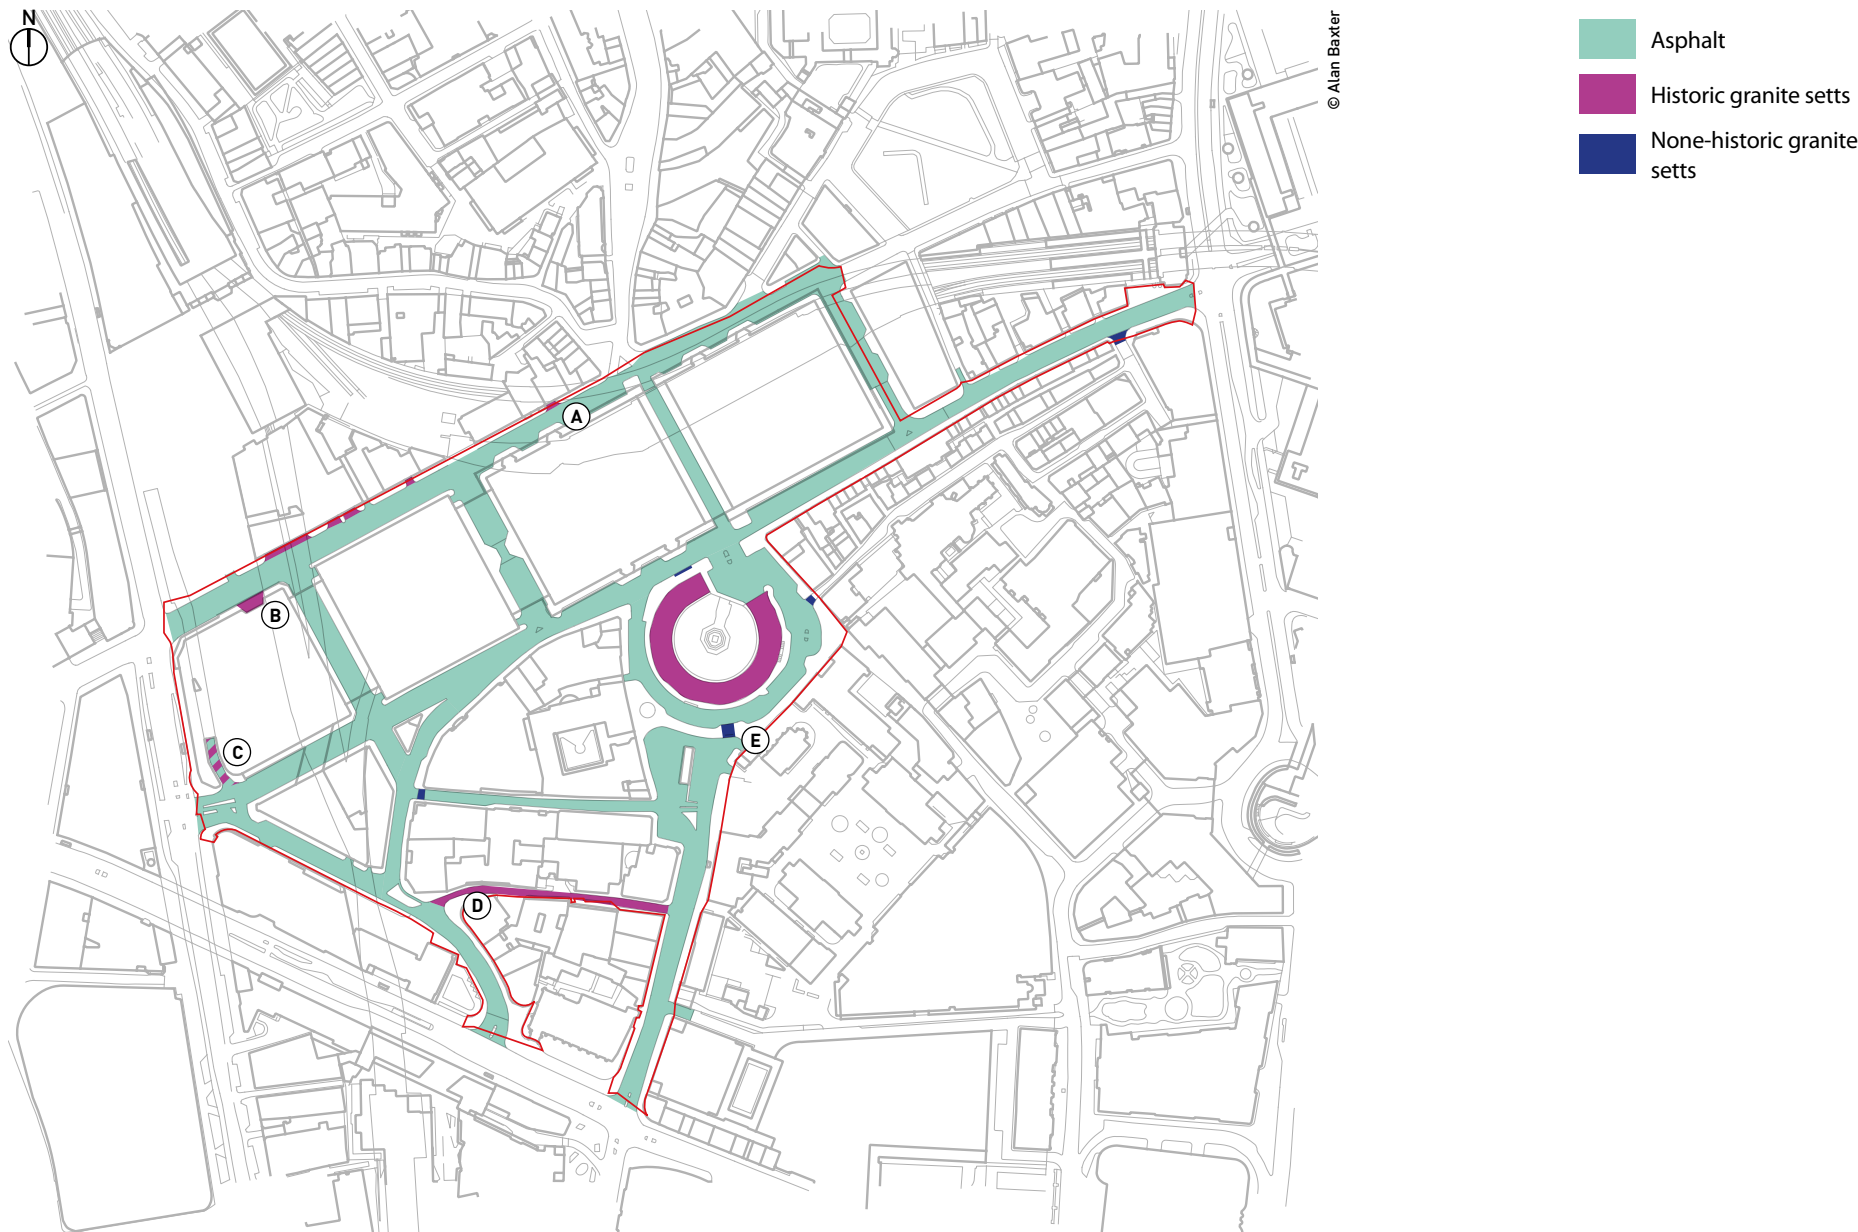 N
© Alan Baxter
Asphalt
Historic granite setts
None-historic granite
setts
A
B
C
E
D